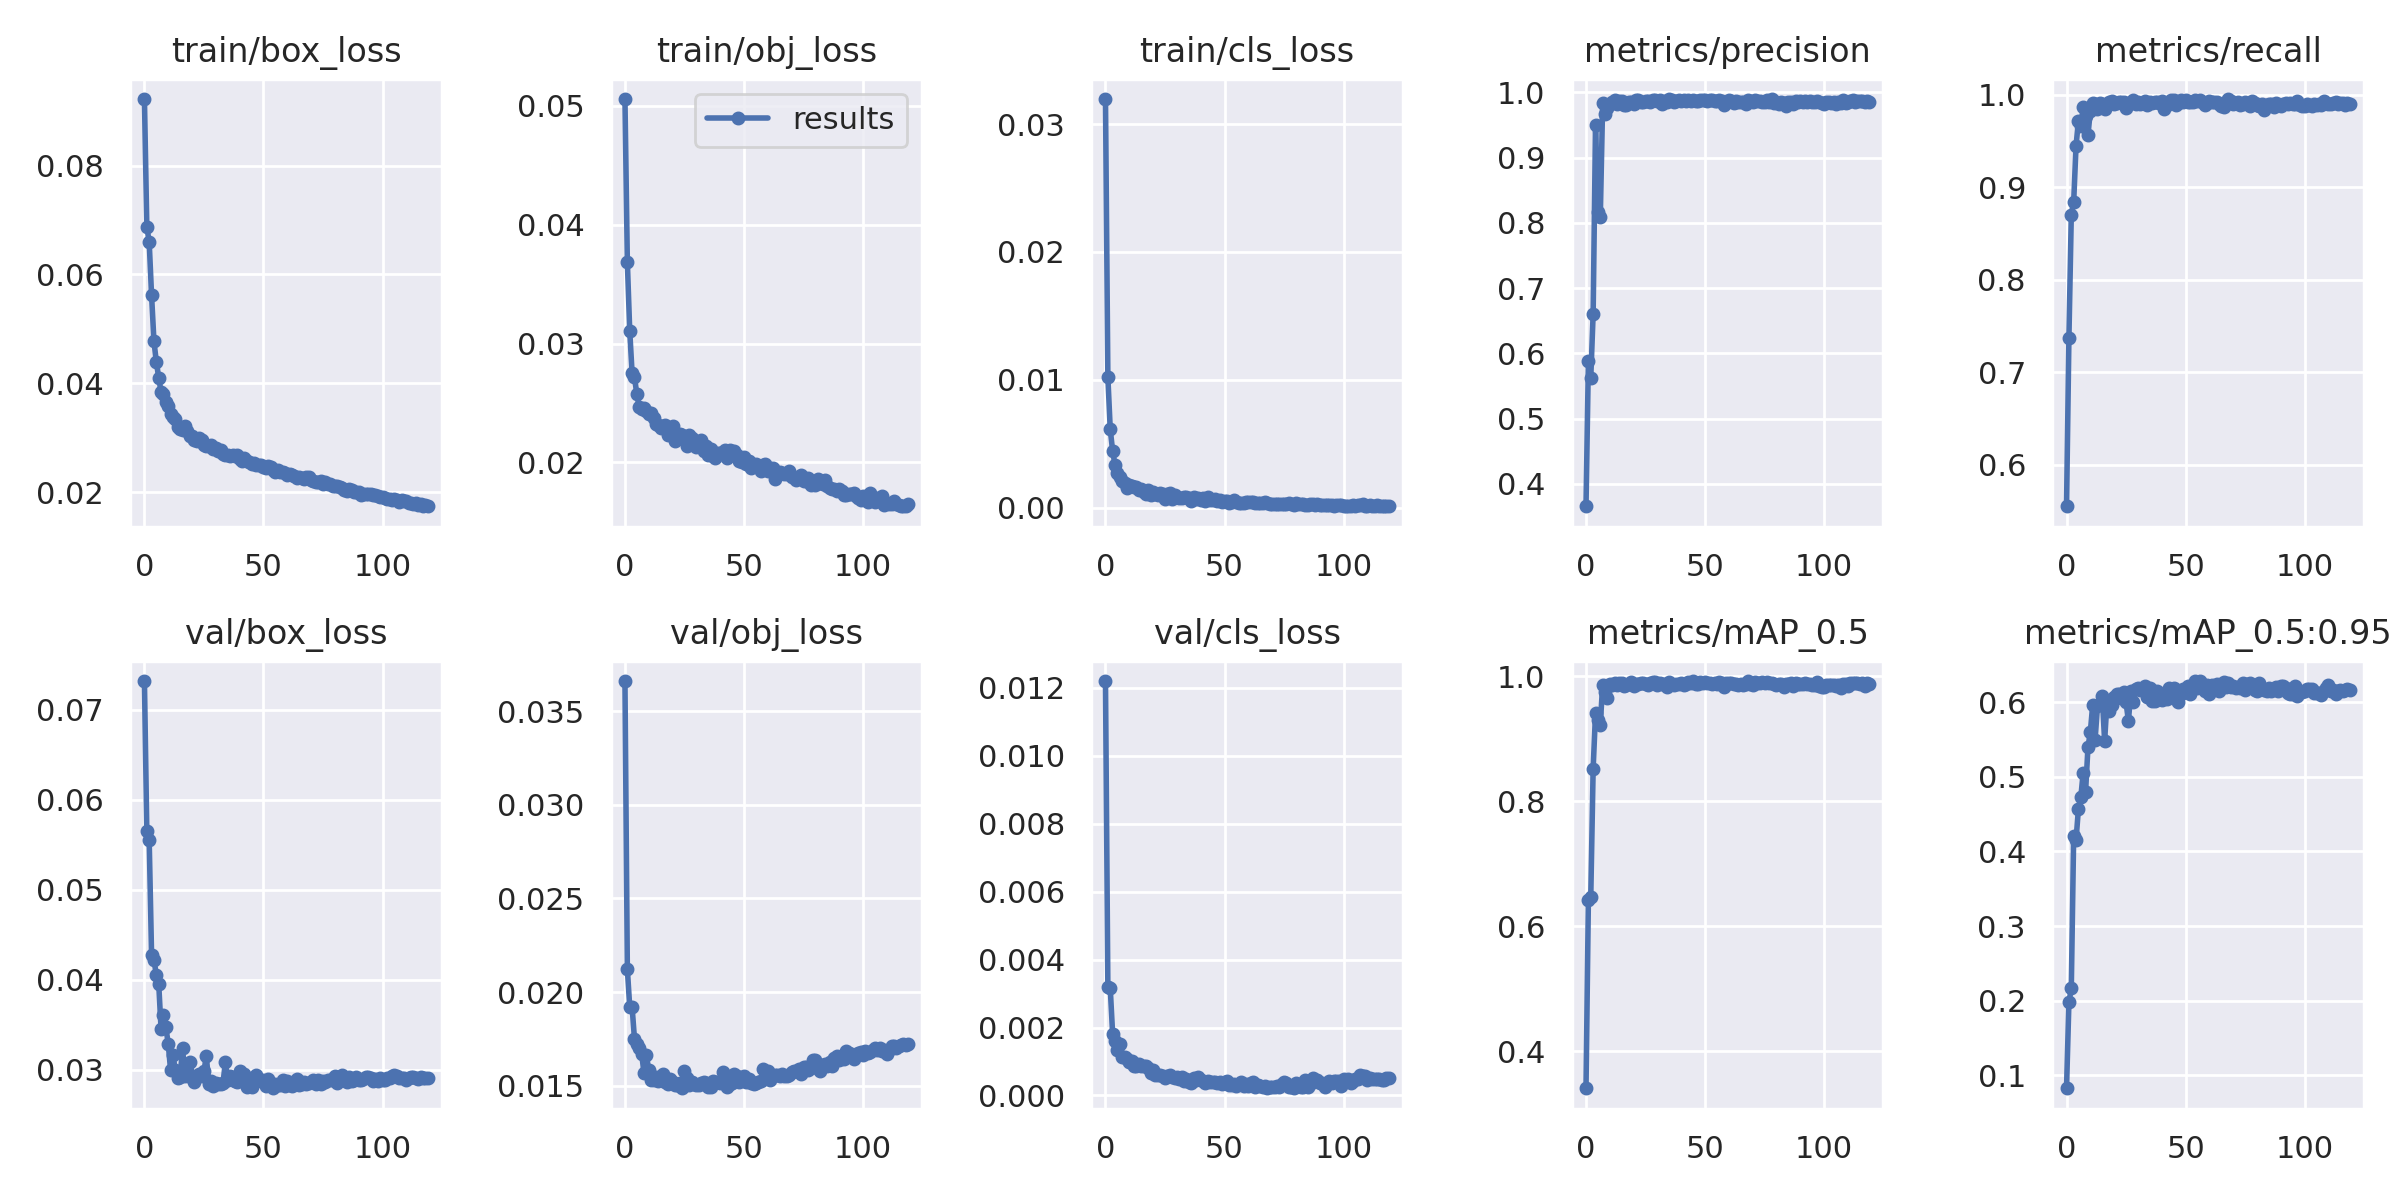 train/box_loss
0.08
0.06
0.04
0.02
0 50 100
train/obj_loss
results
0.05
0.04
0.03
0.02
0 50 100
train/cls_loss
0.03
0.02
0.01
0.00
0 50 100
metrics/precision
1.0
0.9
0.8
0.7
0.6
0.5
0.4
0 50 100
metrics/recall
1.0
0.9
0.8
0.7
0.6
0 50 100
val/box_loss
0.07
0.06
0.05
0.04
0.03
0 50 100
val/obj_loss
0.035
0.030
0.025
0.020
0.015
0 50 100
val/cls_loss
0.012
0.010
0.008
0.006
0.004
0.002
0.000
0 50 100
metrics/mAP_0.5
1.0
0.8
0.6
0.4
0 50 100
metrics/mAP_0.5:0.95
0.6
0.5
0.4
0.3
0.2
0.1
0 50 100